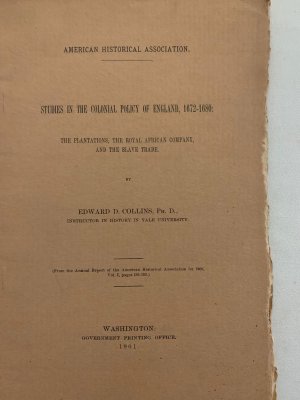 AMERICAN HISTORICAL ASSOCIATION.
STUDIES IN THE COLONIAL POLICY OF ENGLAND, 1672-1680:
THE PLANTATIONS, THE ROYAL AFRICAN COMPANY,
AND THE SLAVE TRADE.
BY
EDWARD D. COLLINS, PH. D.,
INSTRUCTOR IN HISTORY IN YALE UNIVERSITY.
(From the Annual Report of the American Historical Association for 1900,
Vol. I, pages
WASHINGTON:
GOVERNMENT PRINTING OFFICE.
1901.